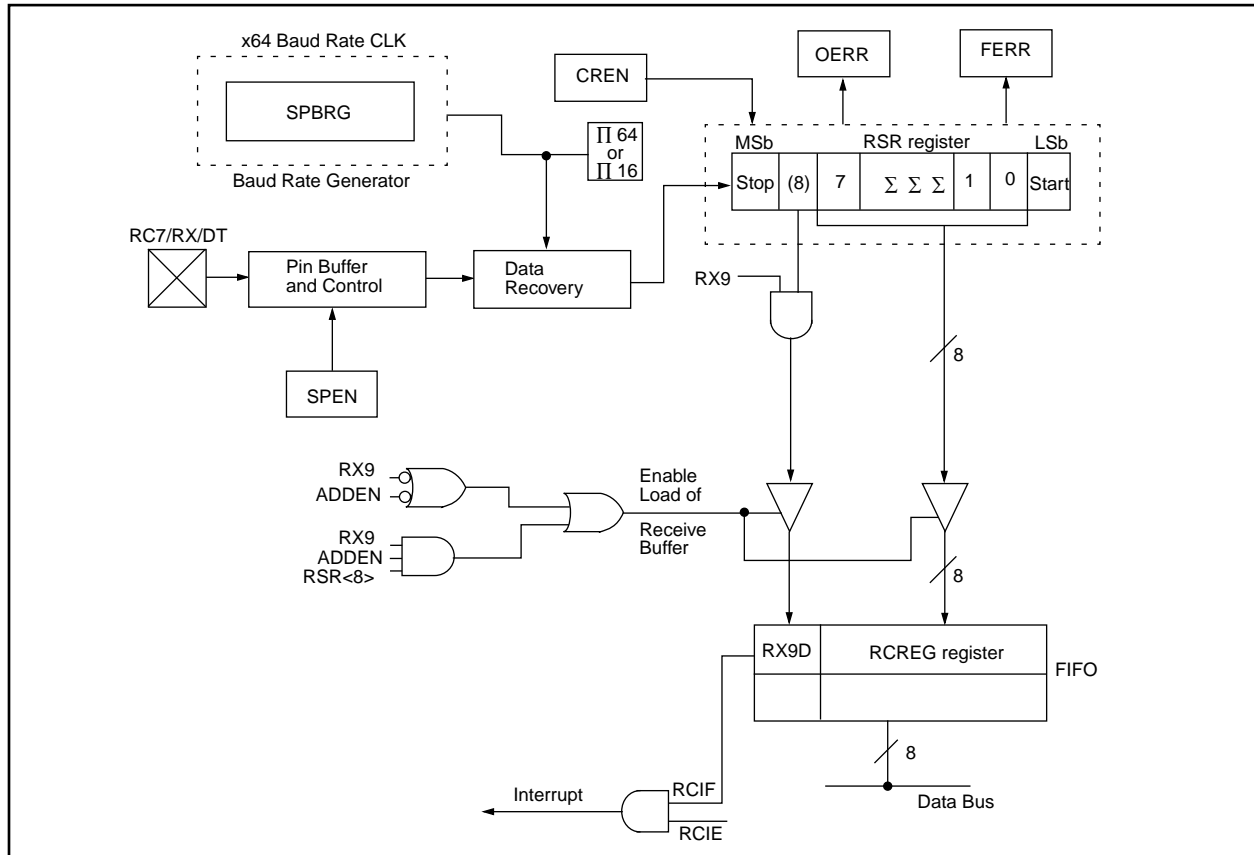 x64 Baud Rate CLK
SPBRG
Baud Rate Generator
CREN
OERR
FERR
∏ 64
or
∏ 16
MSb
RSR register
LSb
Stop
(8)
7
Σ Σ Σ
1
0
Start
RC7/RX/DT
Pin Buffer
and Control
Data
Recovery
RX9
8
SPEN
RX9
ADDEN
Enable
Load of
Receive
Buffer
RX9
ADDEN
RSR<8>
8
RX9D
RCREG register
FIFO
8
Data Bus
Interrupt
RCIF
RCIE